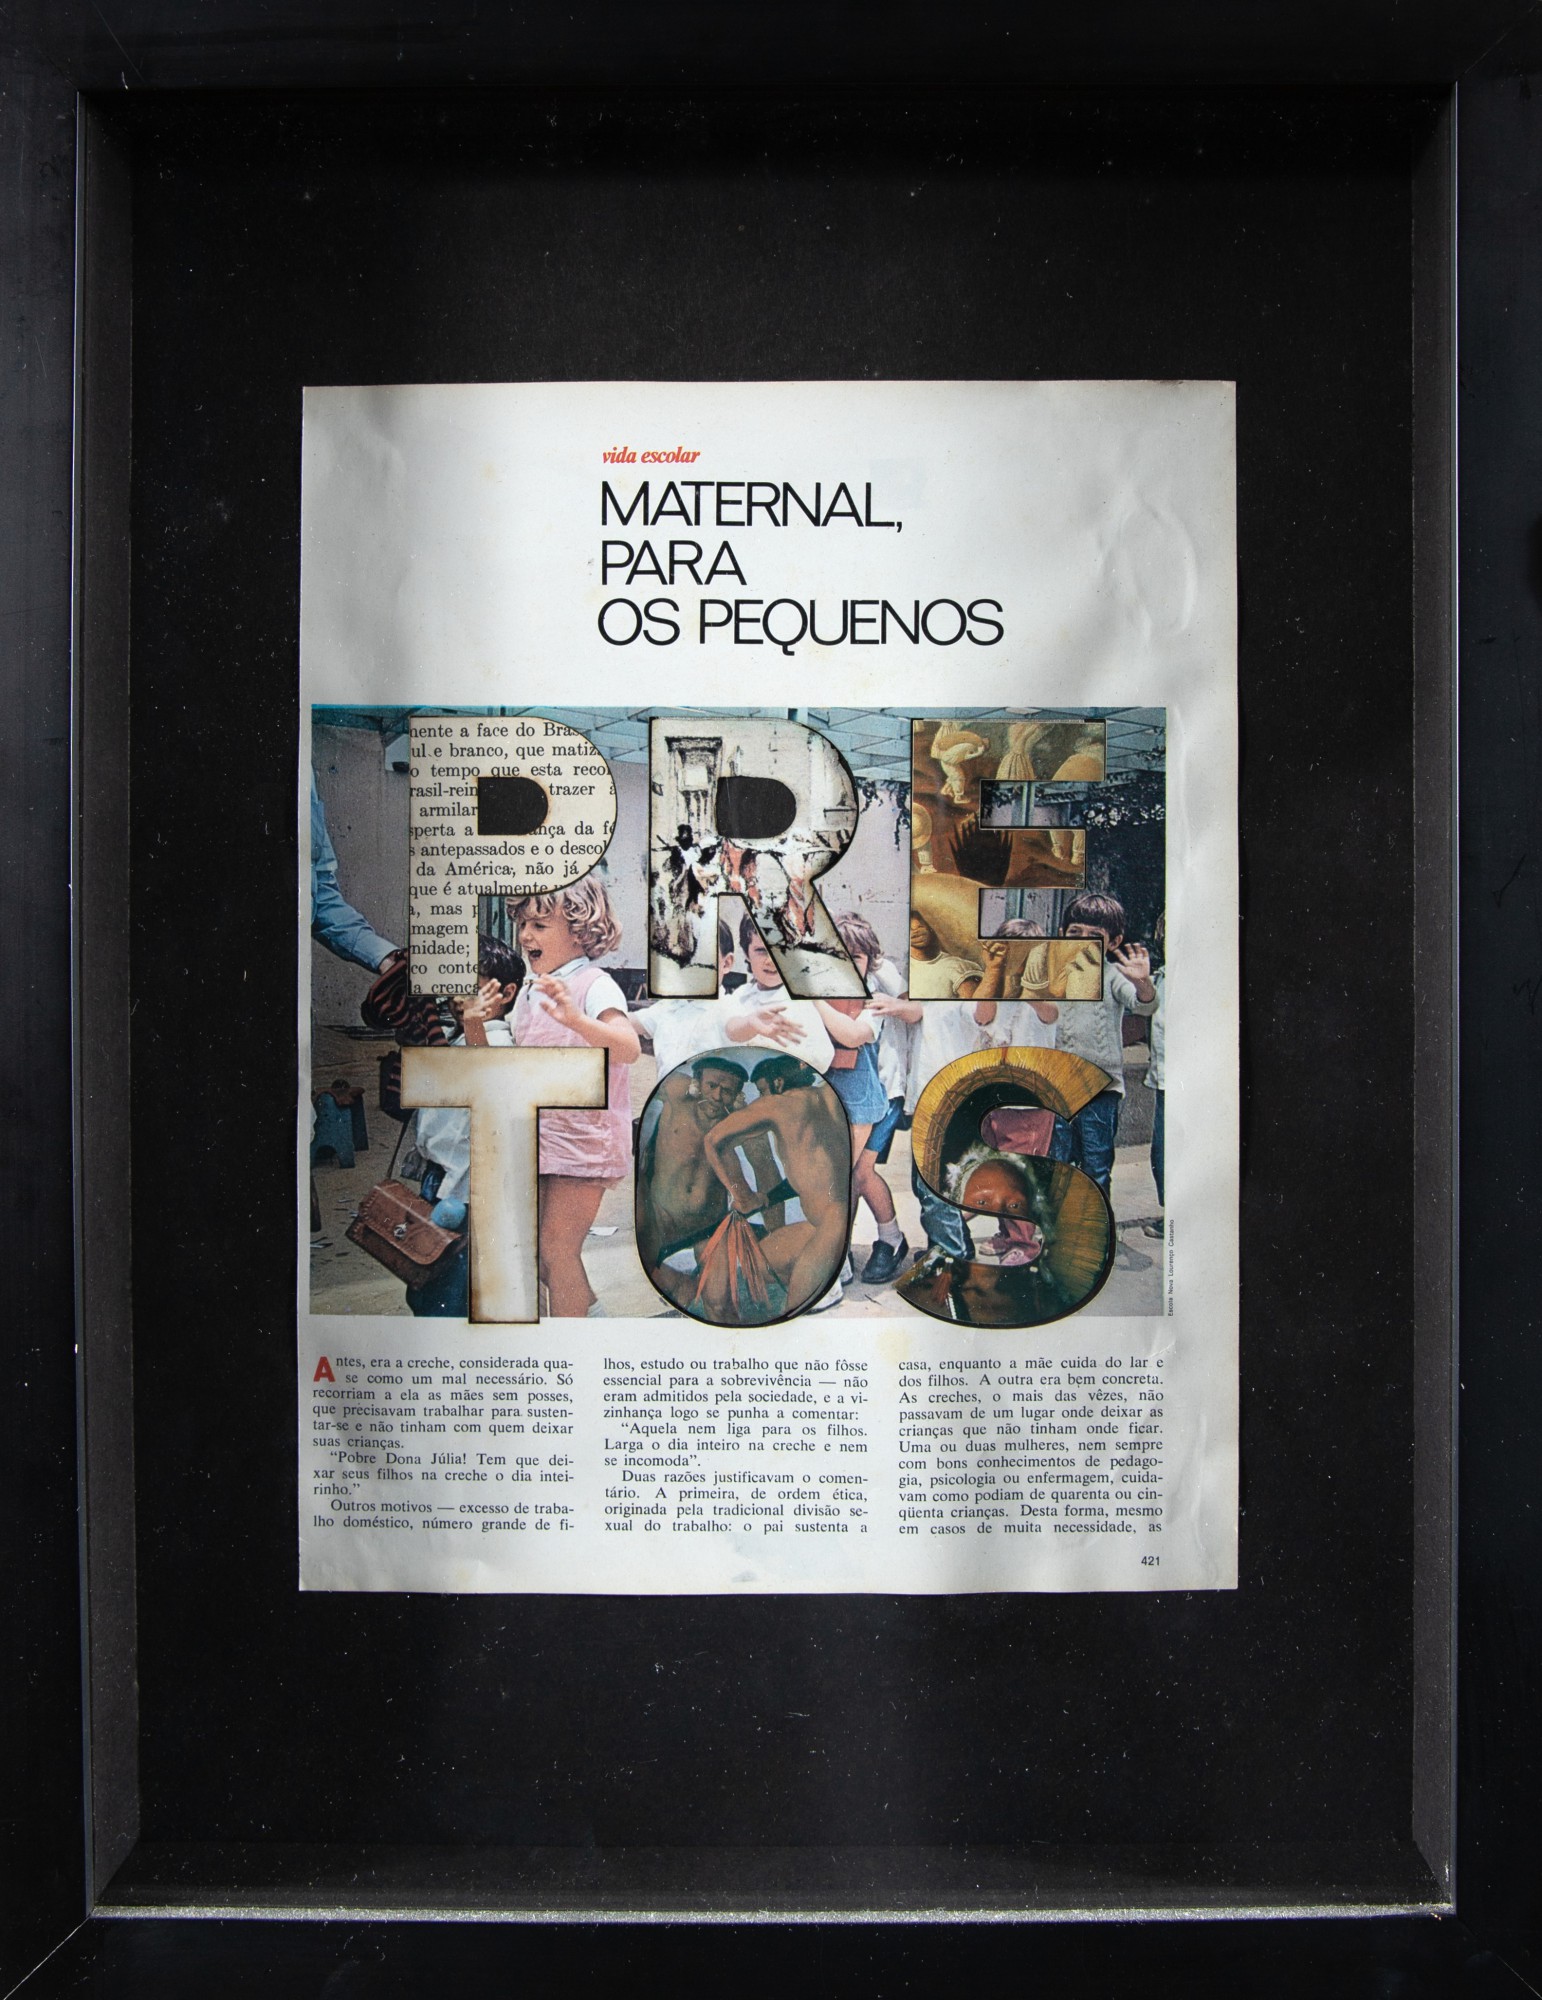 vida escolar
MATERNAL,
PARA
OS PEQUENOS
PRE
TOS
mente a face do Bras
ul e branco, que matiz
o tempo que esta reco
rasil-rein trazer
armilar
sperta a ança da fé
s antepassados e o descob
da América, não já
que é atualmente
, mas p
magem
nidade;
co conte
a crença
Escola Nova Lourenço Castanho
Antes, era a creche, considerada qua-
se como um mal necessário. Só
recorriam a ela as mães sem posses,
que precisavam trabalhar para susten-
tar-se e não tinham com quem deixar
suas crianças.
"Pobre Dona Júlia! Tem que dei-
xar seus filhos na creche o dia intei-
rinho."
Outros motivos — excesso de traba-
lho doméstico, número grande de fi-
lhos, estudo ou trabalho que não fôsse
essencial para a sobrevivência — não
eram admitidos pela sociedade, e a vi-
zinhança logo se punha a comentar:
"Aquela nem liga para os filhos.
Larga o dia inteiro na creche e nem
se incomoda".
Duas razões justificavam o comen-
tário. A primeira, de ordem ética,
originada pela tradicional divisão se-
xual do trabalho: o pai sustenta a
casa, enquanto a mãe cuida do lar e
dos filhos. A outra era bem concreta.
As creches, o mais das vêzes, não
passavam de um lugar onde deixar as
crianças que não tinham onde ficar.
Uma ou duas mulheres, nem sempre
com bons conhecimentos de pedago-
gia, psicologia ou enfermagem, cuida-
vam como podiam de quarenta ou cin-
qüenta crianças. Desta forma, mesmo
em casos de muita necessidade, as
421